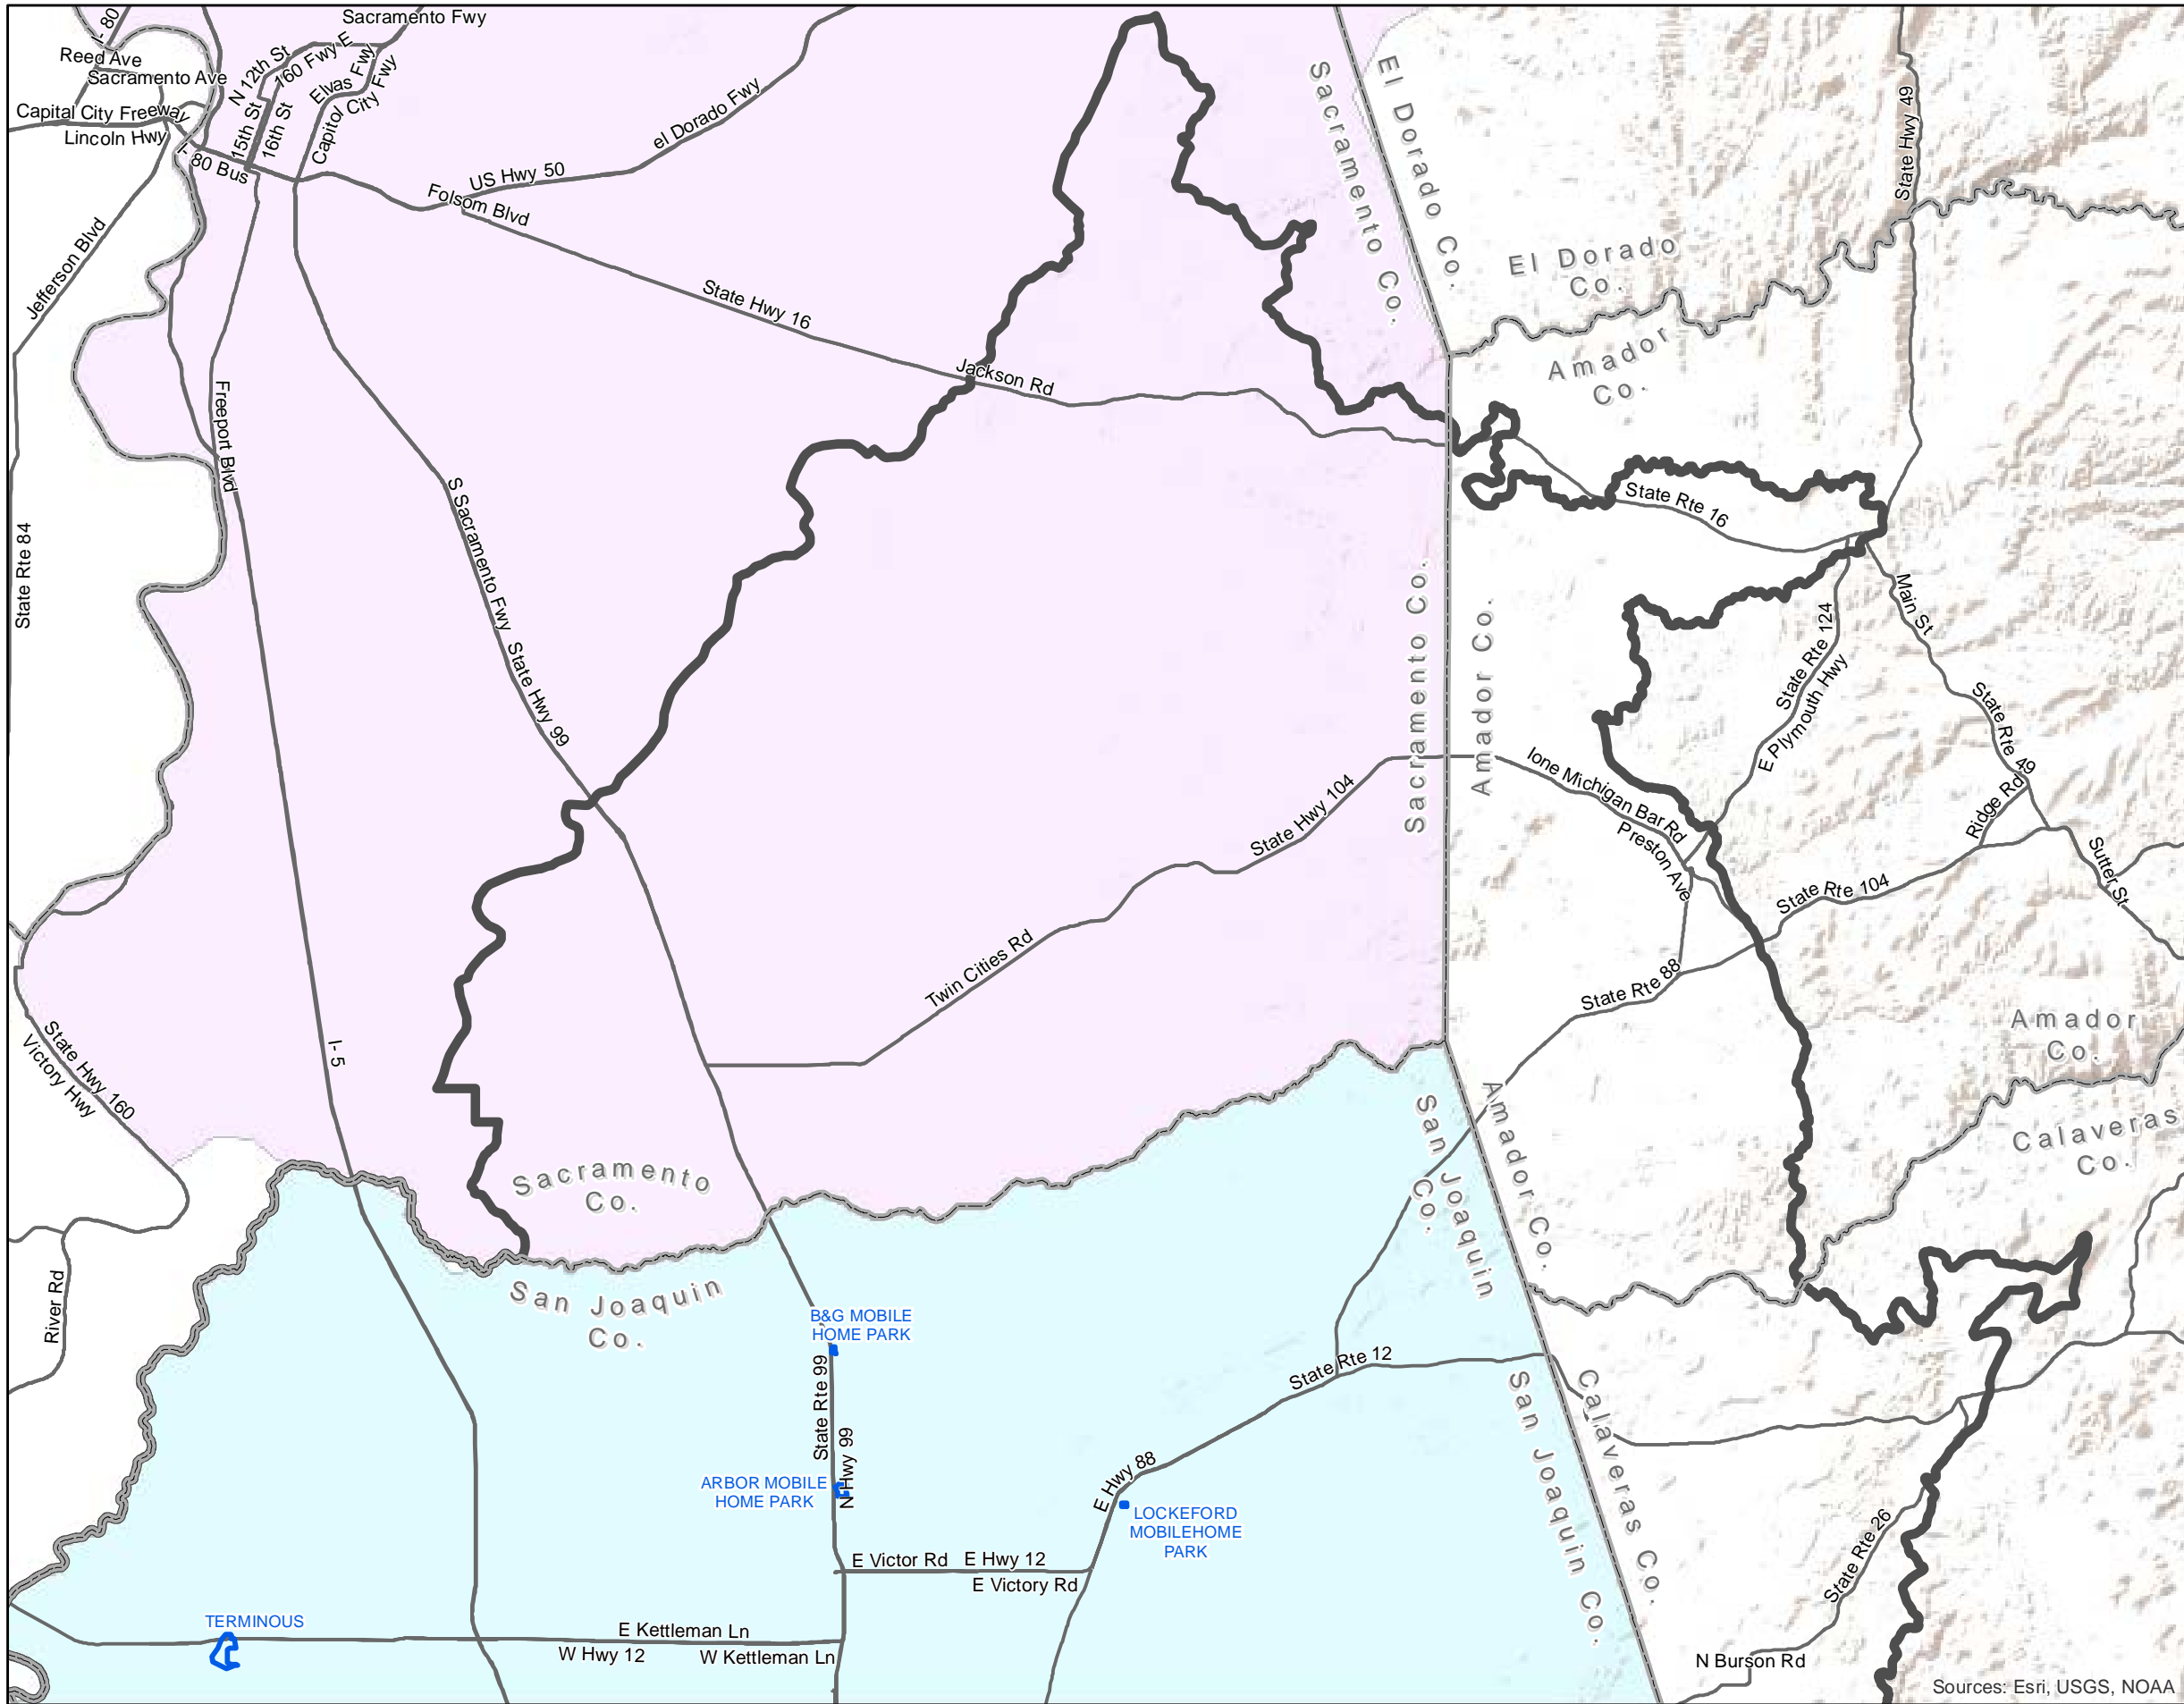 Sacramento Fwy
I- 80
Reed Ave
Sacramento Ave
N 12th St
160 Fwy E
Elvas Fwy
Capitol City Fwy
Capital City Freeway
Lincoln Hwy
15th St
16th St
I- 80 Bus
el Dorado Fwy
US Hwy 50
Folsom Blvd
Jefferson Blvd
State Hwy 16
Jackson Rd
Freeport Blvd
State Rte 84
S Sacramento Fwy
State Hwy 99
Sacramento Co.
El Dorado Co.
El Dorado
Co.
Amador
Co.
State Hwy 49
State Rte 16
State Rte 124
E Plymouth Hwy
Main St
State Rte 49
Ridge Rd
Sutter St
Sacramento Co.
Amador Co.
Ione Michigan Bar Rd
Preston Ave
State Hwy 104
State Rte 104
State Rte 88
Twin Cities Rd
Amador
Co.
Calaveras
Co.
I- 5
State Hwy 160
Victory Hwy
River Rd
Sacramento
Co.
San Joaquin
Co.
San Joaquin
Co.
Amador Co.
B&G MOBILE
HOME PARK
State Rte 99
N Hwy 99
ARBOR MOBILE
HOME PARK
State Rte 12
E Hwy 88
LOCKEFORD
MOBILEHOME
PARK
San Joaquin Co.
Calaveras Co.
E Victor Rd
E Hwy 12
E Victory Rd
TERMINOUS
E Kettleman Ln
W Hwy 12
W Kettleman Ln
State Rte 26
N Burson Rd
Sources: Esri, USGS, NOAA